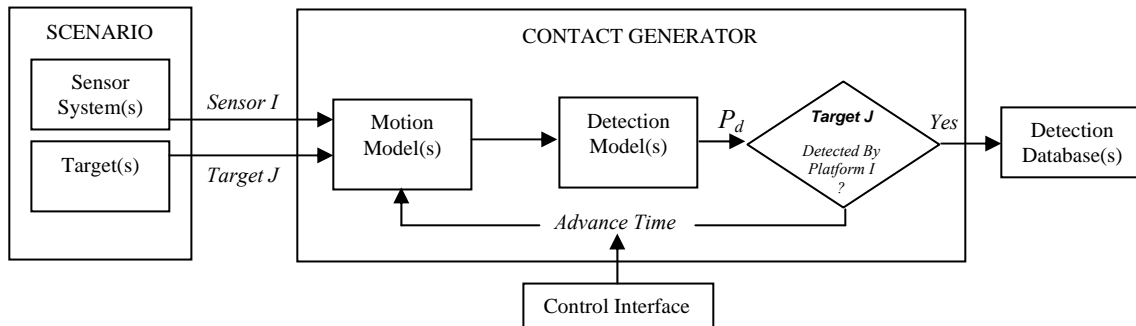 SCENARIO
Sensor
System(s)
Target(s)
Sensor I
Target J
CONTACT GENERATOR
Motion
Model(s)
Detection
Model(s)
Pd
Target J
Detected By
Platform I
?
Yes
Detection
Database(s)
Advance Time
Control Interface